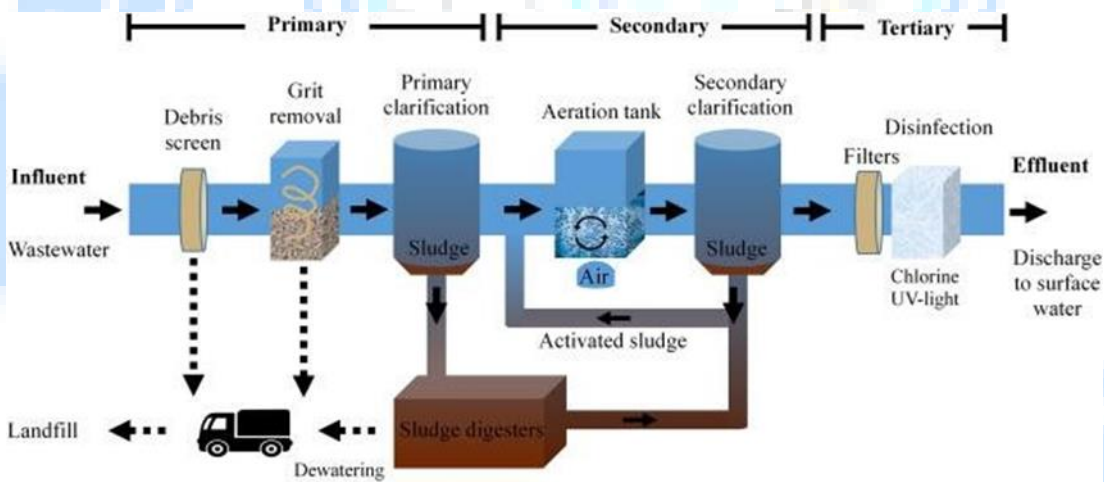 Primary
Secondary
Tertiary
Debris
screen
Grit
removal
Primary
clarification
Aeration tank
Secondary
clarification
Disinfection
Filters
Influent
Wastewater
Sludge
Air
Sludge
Chlorine
UV-light
Effluent
Discharge
to surface
water
Activated sludge
Sludge digesters
Landfill
Dewatering